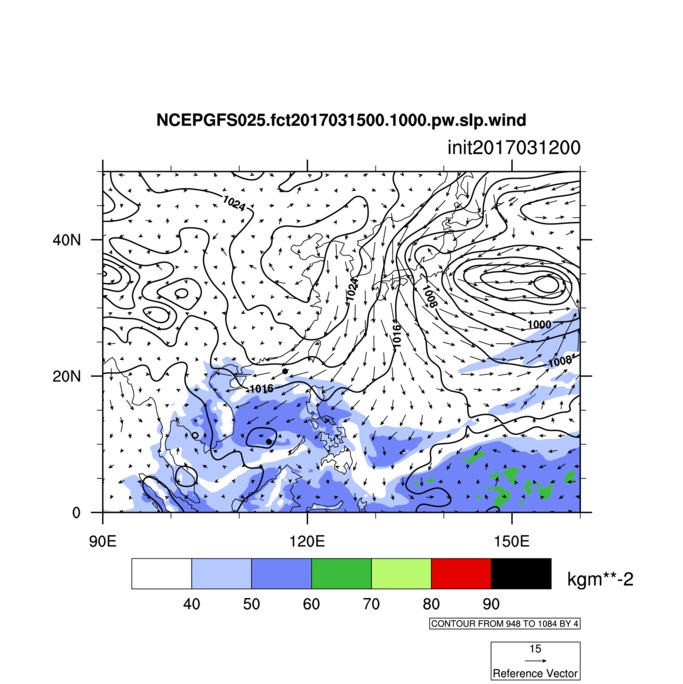 NCEPGFS025.fct2017031500.1000.pw.slp.wind
init2017031200
1024
40N
1024
1008
1000
1016
1008
20N
1016
0
90E
120E
150E
40
50
60
70
80
90
kgm**-2
CONTOUR FROM 948 TO 1084 BY 4
15
Reference Vector